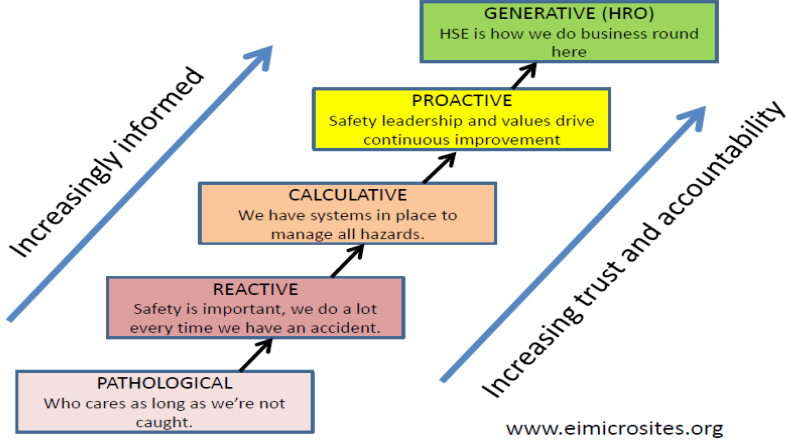 GENERATIVE (HRO)
HSE is how we do business round
here
PROACTIVE
Safety leadership and values drive
continuous improvement
CALCULATIVE
We have systems in place to
manage all hazards.
REACTIVE
Safety is important, we do a lot
every time we have an accident.
PATHOLOGICAL
Who cares as long as we're not
caught.
Increasingly informed
Increasing trust and accountability
www.eimicrosites.org